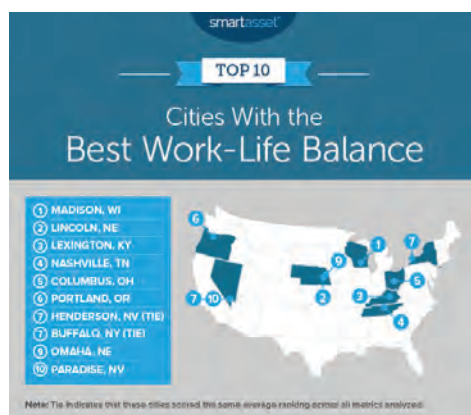 smartasset
TOP 10
Cities With the
Best Work-Life Balance
1 MADISON, WI
2 LINCOLN, NE
3 LEXINGTON, KY
4 NASHVILLE, TN
5 COLUMBUS, OH
6 PORTLAND, OR
7 HENDERSON, NV (TIE)
7 BUFFALO, NY (TIE)
9 OMAHA, NE
10 PARADISE, NV
6
7 10
9
2
1
7
5
3
4
Note: Tie indicates that these cities scored the same average ranking across all metrics analyzed.